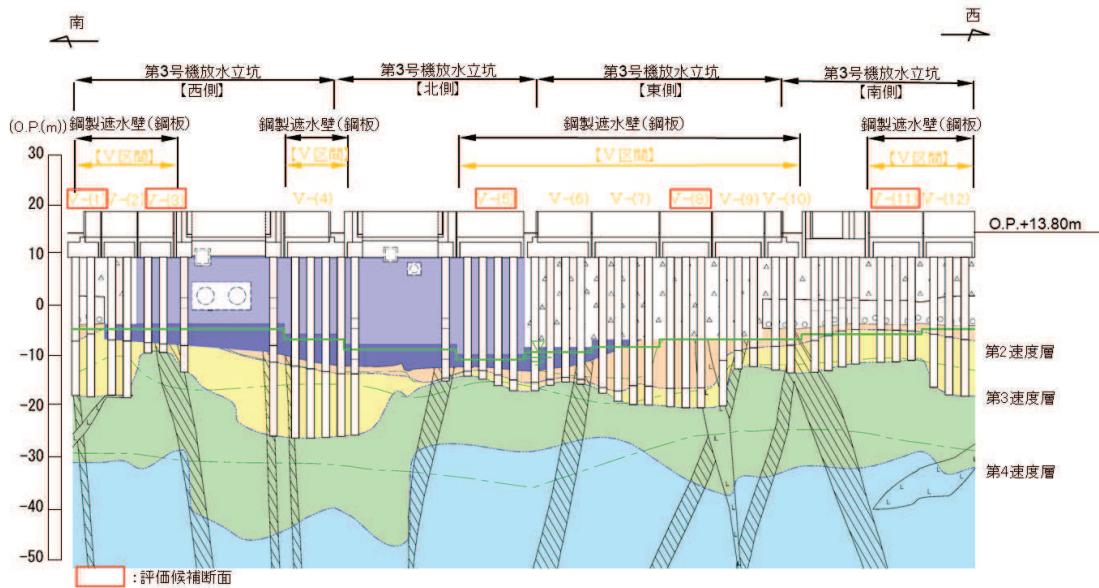 南
西
第3号機放水立坑
【西側】
第3号機放水立坑
【北側】
第3号機放水立坑
【東側】
第3号機放水立坑
【南側】
(O.P.(m))
鋼製遮水壁(鋼板)
鋼製遮水壁(鋼板)
鋼製遮水壁(鋼板)
鋼製遮水壁(鋼板)
【V区間】
【V区間】
【V区間】
【V区間】
V-(1)
V-(2)
V-(3)
V-(4)
V-(5)
V-(6)
V-(7)
V-(8)
V-(9)
V-(10)
V-(11)
V-(12)
30
20
10
0
-10
-20
-30
-40
-50
O.P.+13.80m
第2速度層
第3速度層
第4速度層
:評価候補断面